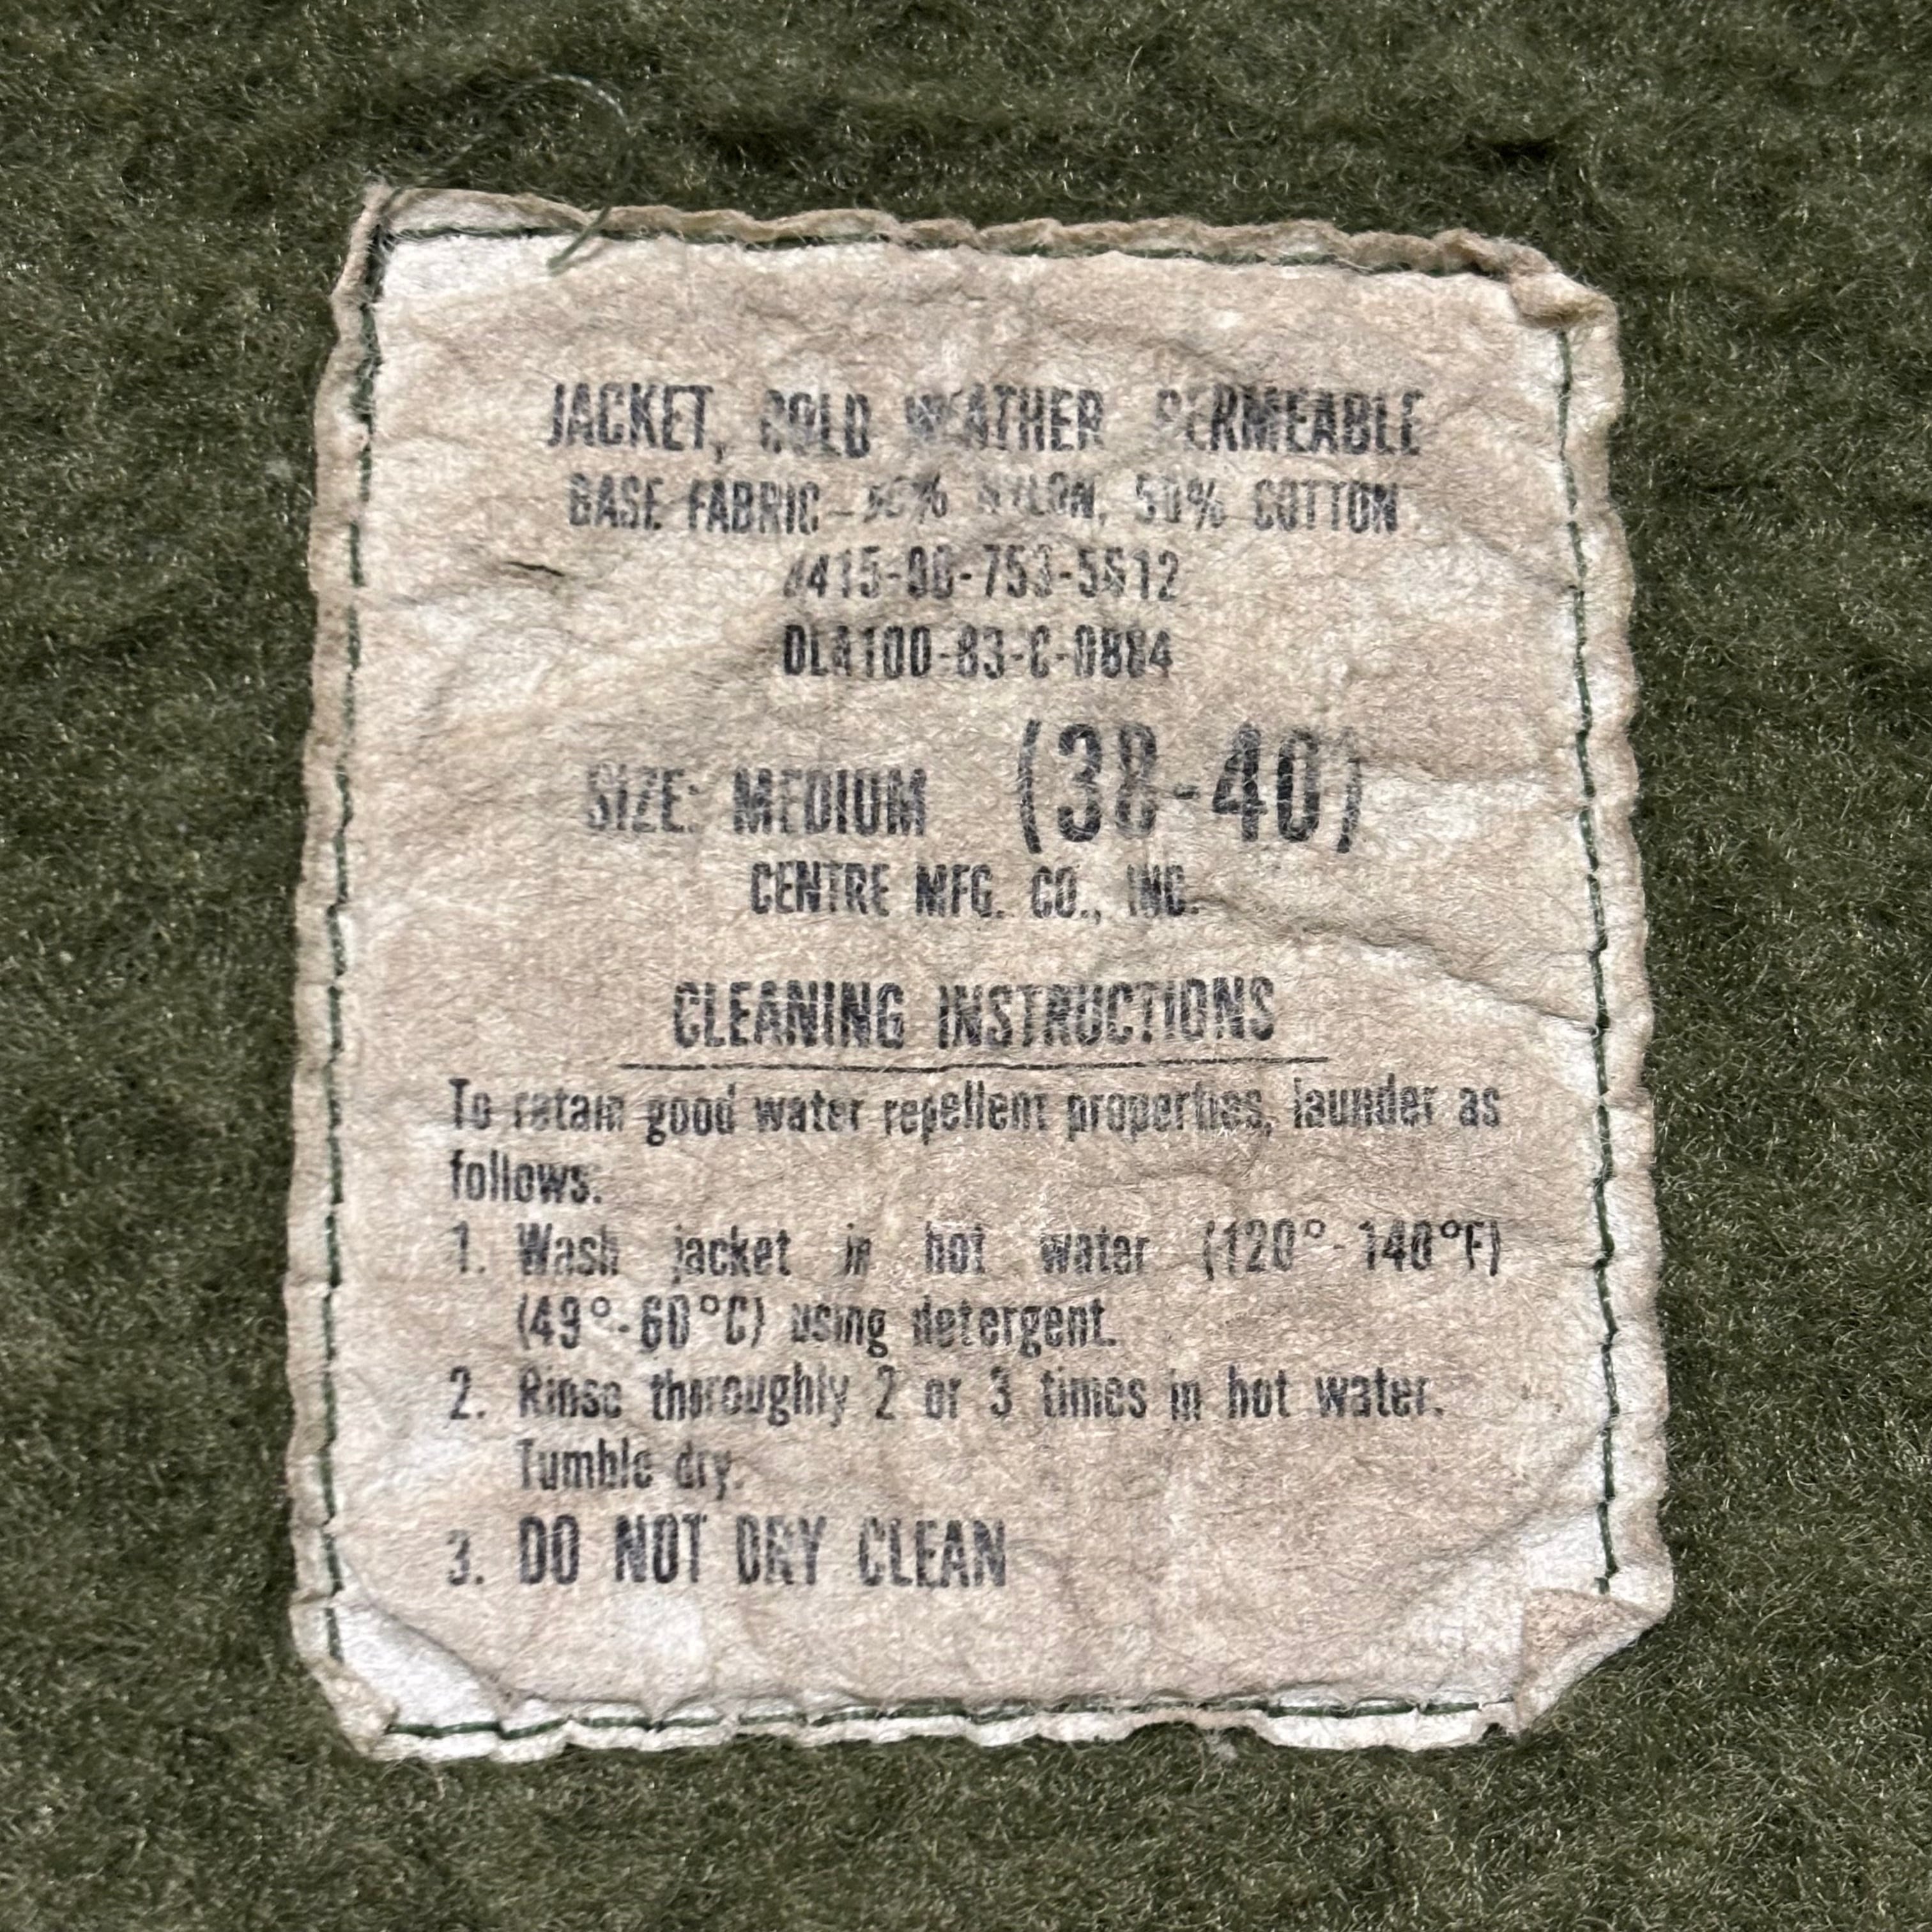 JACKET, COLD WEATHER PERMEABLE
BASE FABRIC-50% NYLON, 50% COTTON
8415-00-753-5612
DLA100-83-C-0884
SIZE: MEDIUM (38-40)
CENTRE MFG. CO., INC.
CLEANING INSTRUCTIONS
To retain good water repellent properties, launder as
follows:
1. Wash jacket in hot water (120°-140°F)
(49°-60°C) using detergent.
2. Rinse thoroughly 2 or 3 times in hot water.
Tumble dry.
3. DO NOT DRY CLEAN